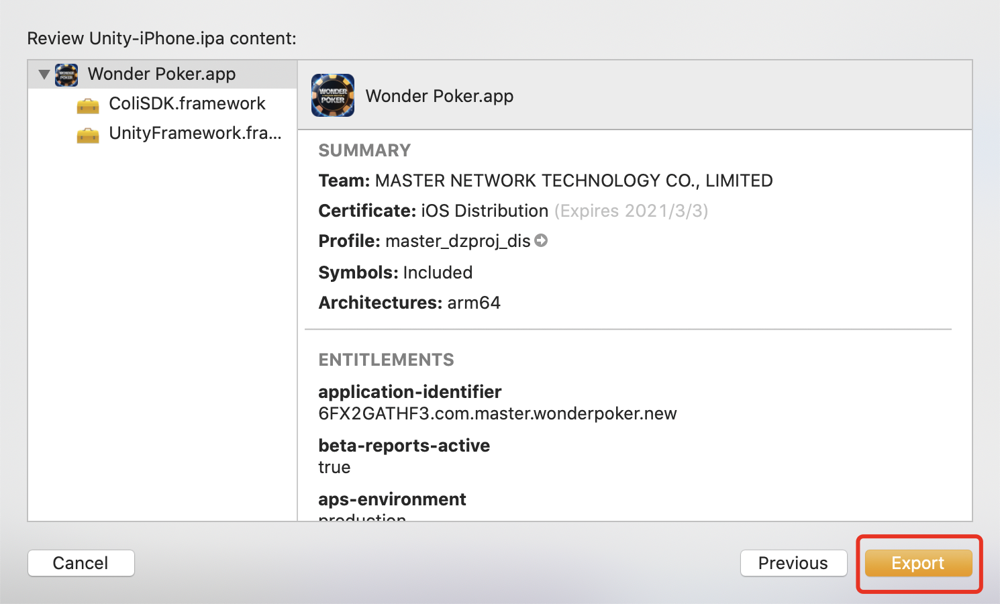 Review Unity-iPhone.ipa content:
Wonder Poker.app
ColiSDK.framework
UnityFramework.fra...
WONDER
POKER
Wonder Poker.app
SUMMARY
Team: MASTER NETWORK TECHNOLOGY CO., LIMITED
Certificate: iOS Distribution (Expires 2021/3/3)
Profile: master_dzproj_dis
Symbols: Included
Architectures: arm64
ENTITLEMENTS
application-identifier
6FX2GATHF3.com.master.wonderpoker.new
beta-reports-active
true
aps-environment
production
Cancel
Previous
Export